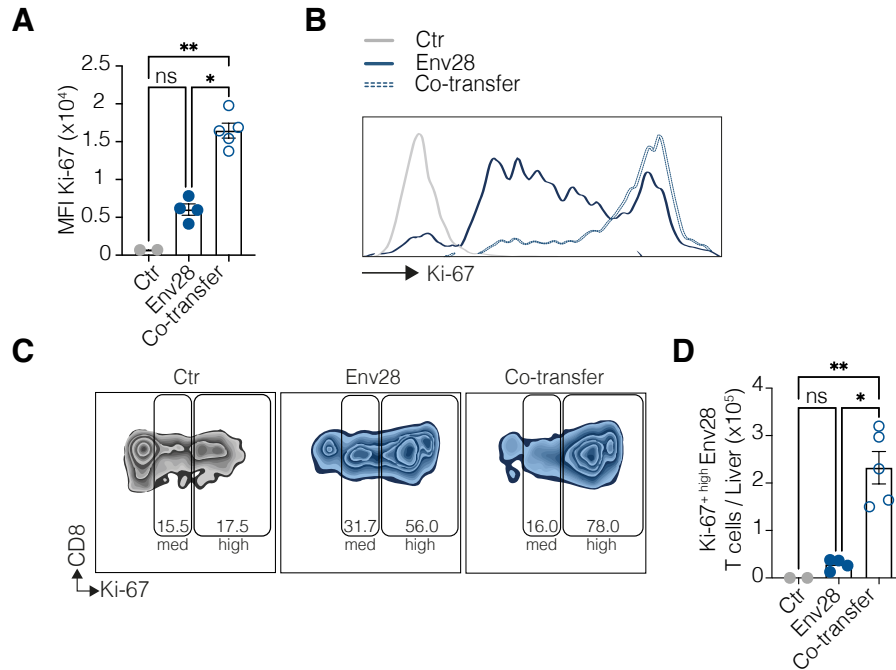 A
**
ns
*
2.5
2
1.5
1
0.5
0
MFI Ki-67 (x10⁴)
Ctr
Env28
Co-transfer
B
Ctr
Env28
Co-transfer
Ki-67
C
Ctr
Env28
Co-transfer
15.5
17.5
med
high
31.7
56.0
med
high
16.0
78.0
med
high
CD8
Ki-67
D
**
ns
*
4
3
2
1
0
Ki-67⁺ ʰⁱᵍʰ Env28
T cells / Liver (x10⁵)
Ctr
Env28
Co-transfer